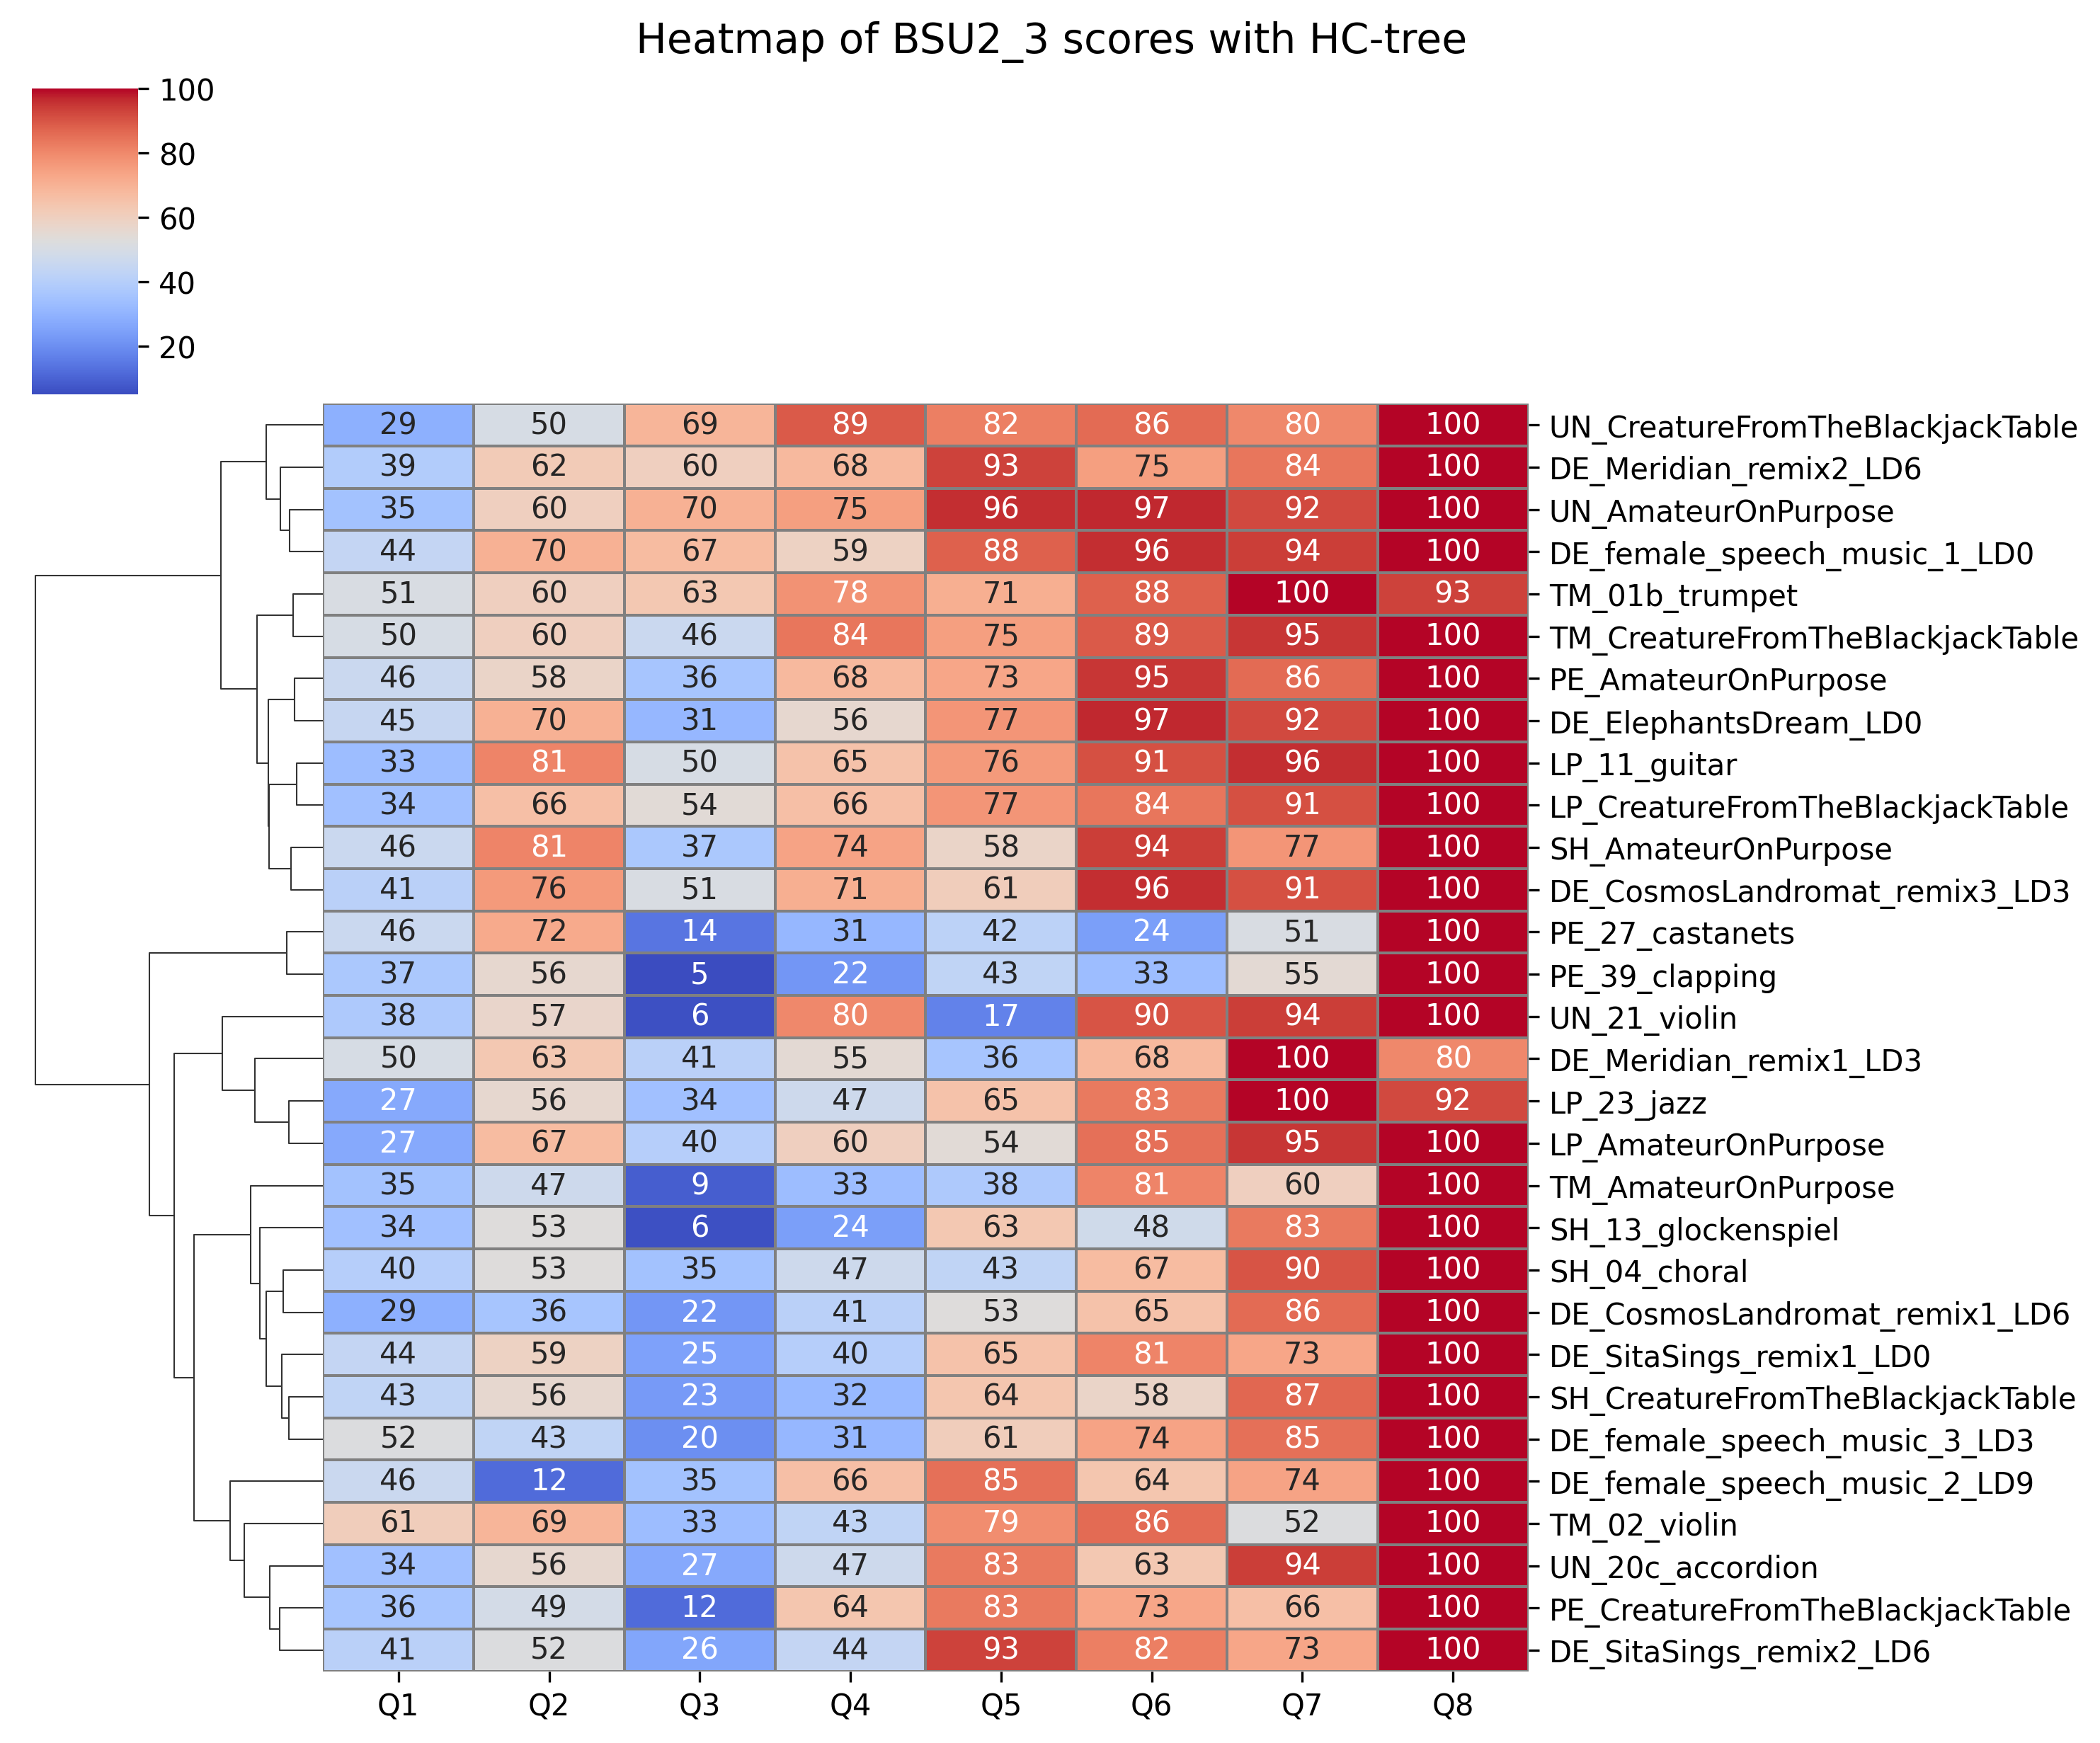 Heatmap of BSU2_3 scores with HC-tree
100
80
60
40
20
29 50 69 89 82 86 80 100 UN_CreatureFromTheBlackjackTable
39 62 60 68 93 75 84 100 DE_Meridian_remix2_LD6
35 60 70 75 96 97 92 100 UN_AmateurOnPurpose
44 70 67 59 88 96 94 100 DE_female_speech_music_1_LD0
51 60 63 78 71 88 100 93 TM_01b_trumpet
50 60 46 84 75 89 95 100 TM_CreatureFromTheBlackjackTable
46 58 36 68 73 95 86 100 PE_AmateurOnPurpose
45 70 31 56 77 97 92 100 DE_ElephantsDream_LD0
33 81 50 65 76 91 96 100 LP_11_guitar
34 66 54 66 77 84 91 100 LP_CreatureFromTheBlackjackTable
46 81 37 74 58 94 77 100 SH_AmateurOnPurpose
41 76 51 71 61 96 91 100 DE_CosmosLandromat_remix3_LD3
46 72 14 31 42 24 51 100 PE_27_castanets
37 56 5 22 43 33 55 100 PE_39_clapping
38 57 6 80 17 90 94 100 UN_21_violin
50 63 41 55 36 68 100 80 DE_Meridian_remix1_LD3
27 56 34 47 65 83 100 92 LP_23_jazz
27 67 40 60 54 85 95 100 LP_AmateurOnPurpose
35 47 9 33 38 81 60 100 TM_AmateurOnPurpose
34 53 6 24 63 48 83 100 SH_13_glockenspiel
40 53 35 47 43 67 90 100 SH_04_choral
29 36 22 41 53 65 86 100 DE_CosmosLandromat_remix1_LD6
44 59 25 40 65 81 73 100 DE_SitaSings_remix1_LD0
43 56 23 32 64 58 87 100 SH_CreatureFromTheBlackjackTable
52 43 20 31 61 74 85 100 DE_female_speech_music_3_LD3
46 12 35 66 85 64 74 100 DE_female_speech_music_2_LD9
61 69 33 43 79 86 52 100 TM_02_violin
34 56 27 47 83 63 94 100 UN_20c_accordion
36 49 12 64 83 73 66 100 PE_CreatureFromTheBlackjackTable
41 52 26 44 93 82 73 100 DE_SitaSings_remix2_LD6
Q1 Q2 Q3 Q4 Q5 Q6 Q7 Q8